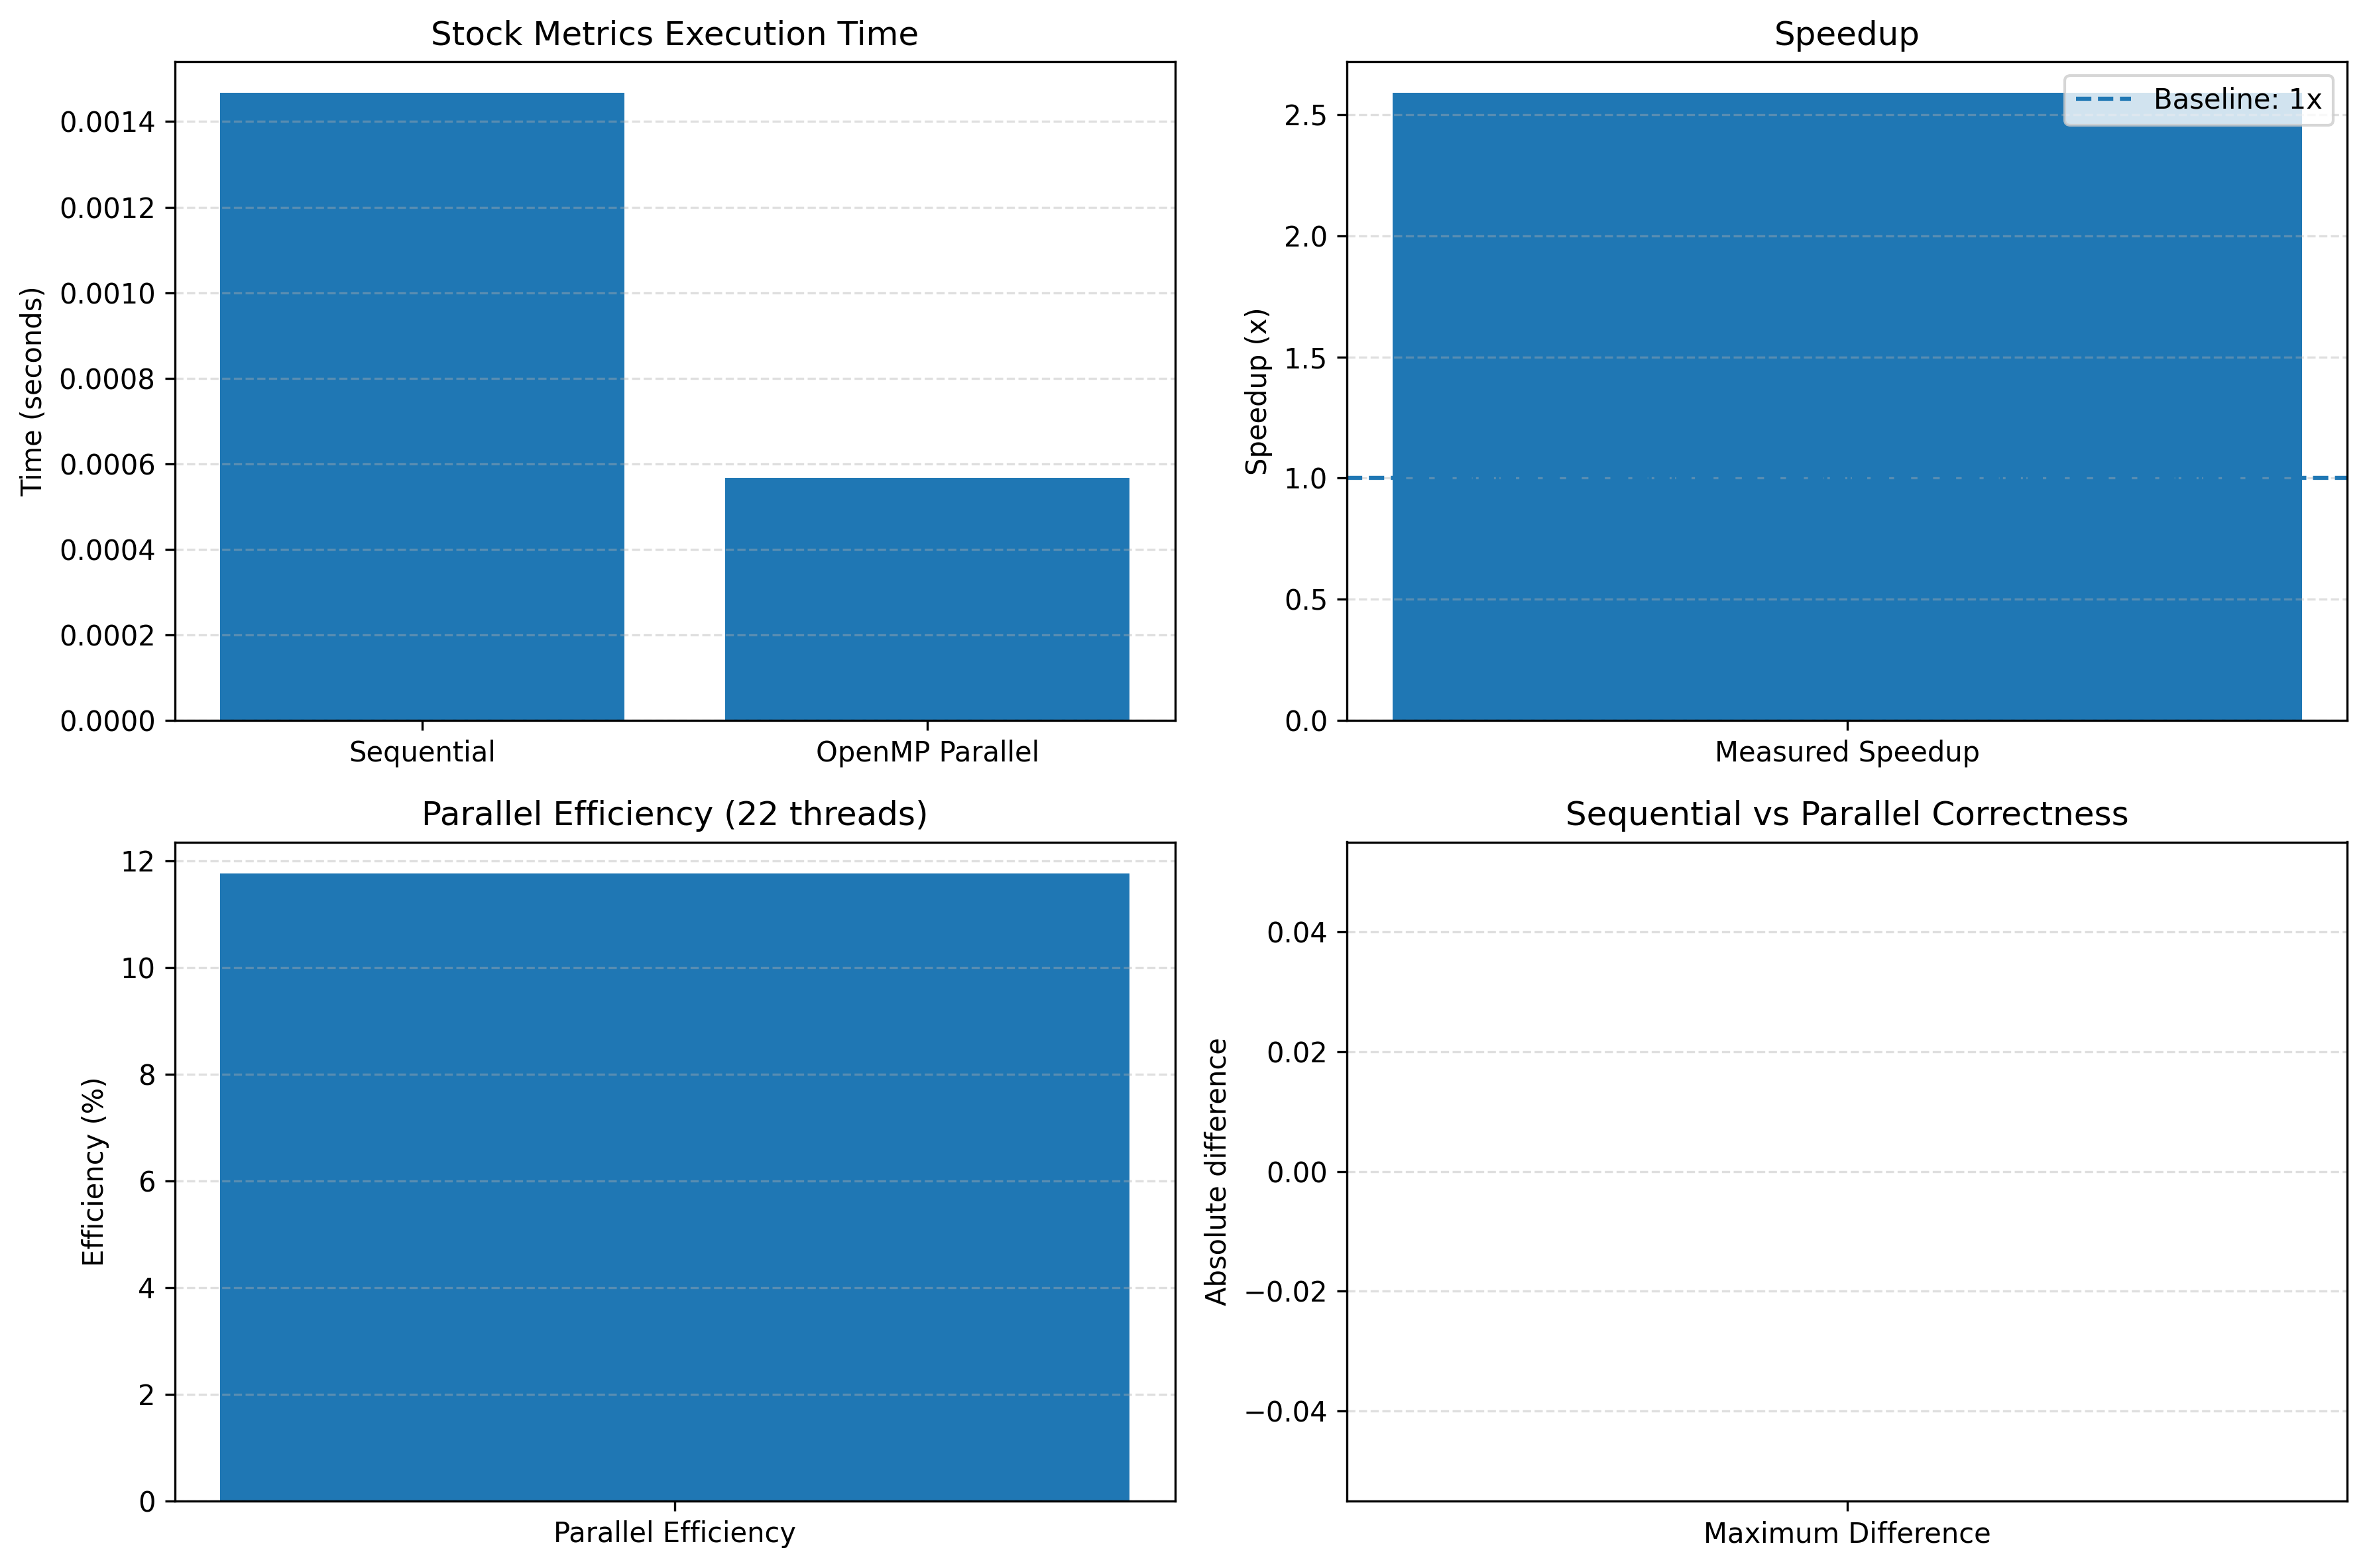 Stock Metrics Execution Time
Time (seconds)
0.0014
0.0012
0.0010
0.0008
0.0006
0.0004
0.0002
0.0000
Sequential
OpenMP Parallel
Speedup
Speedup (x)
2.5
2.0
1.5
1.0
0.5
0.0
Baseline: 1x
Measured Speedup
Parallel Efficiency (22 threads)
Efficiency (%)
12
10
8
6
4
2
0
Parallel Efficiency
Sequential vs Parallel Correctness
Absolute difference
0.04
0.02
0.00
−0.02
−0.04
Maximum Difference